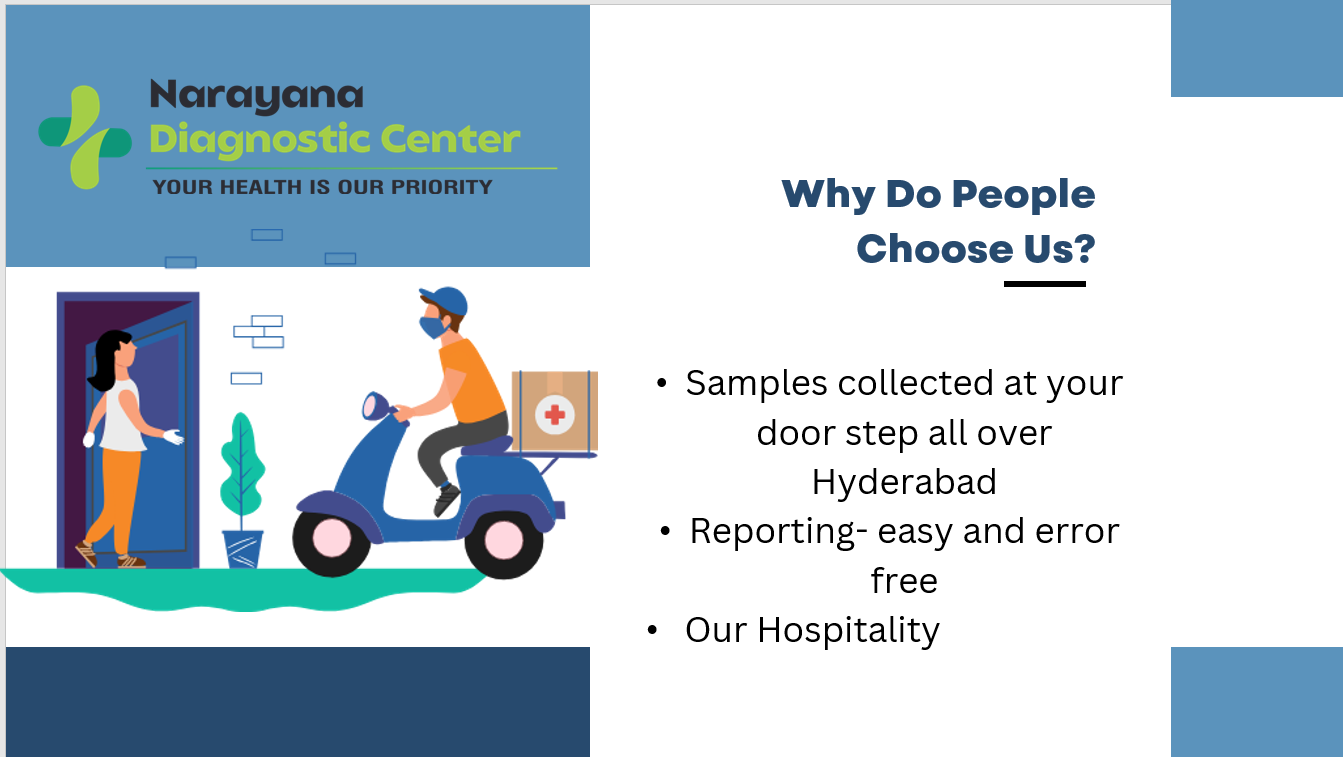 Narayana
Diagnostic Center
YOUR HEALTH IS OUR PRIORITY
Why Do People
Choose Us?
• Samples collected at your
door step all over
Hyderabad
• Reporting- easy and error
free
• Our Hospitality